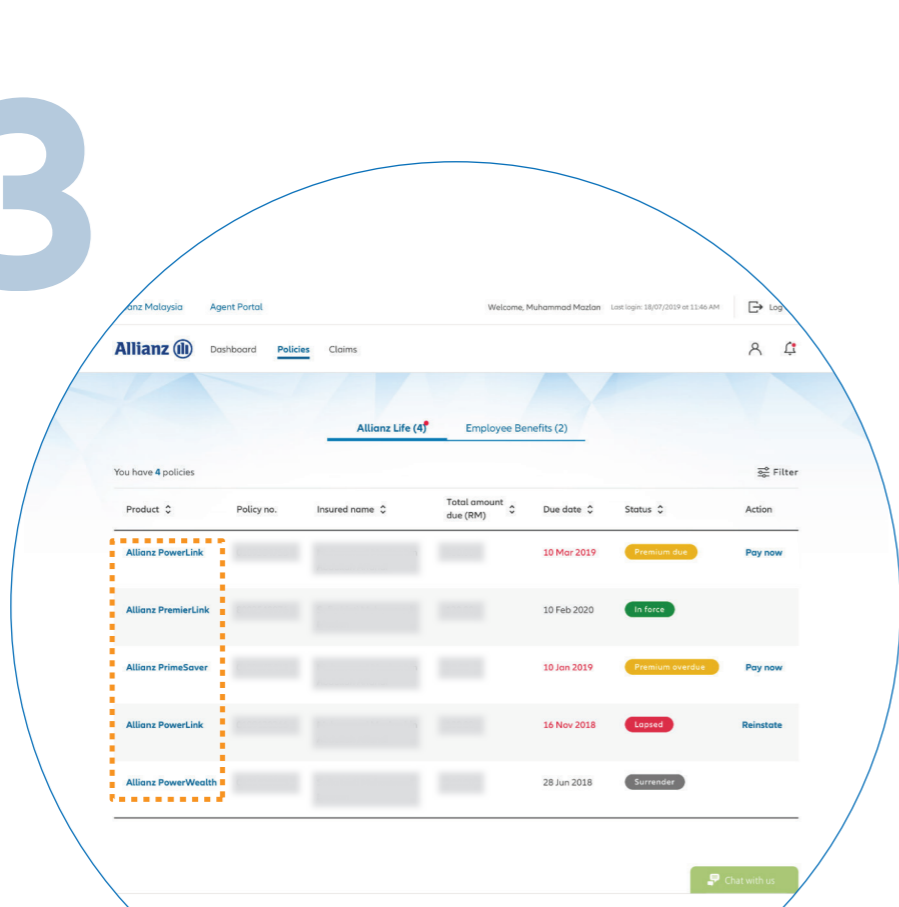 3
anz Malaysia Agent Portal Welcome, Muhammad Mazlan Last login: 18/07/2019 at 11:46 AM Log
Allianz Dashboard Policies Claims
Allianz Life (4) Employee Benefits (2)
You have 4 policies Filter
Product Policy no. Insured name Total amount due (RM) Due date Status Action
Allianz PowerLink 10 Mar 2019 Premium due Pay now
Allianz PremierLink 10 Feb 2020 In force
Allianz PrimeSaver 10 Jan 2019 Premium overdue Pay now
Allianz PowerLink 16 Nov 2018 Lapsed Reinstate
Allianz PowerWealth 28 Jun 2018 Surrender
Chat with us